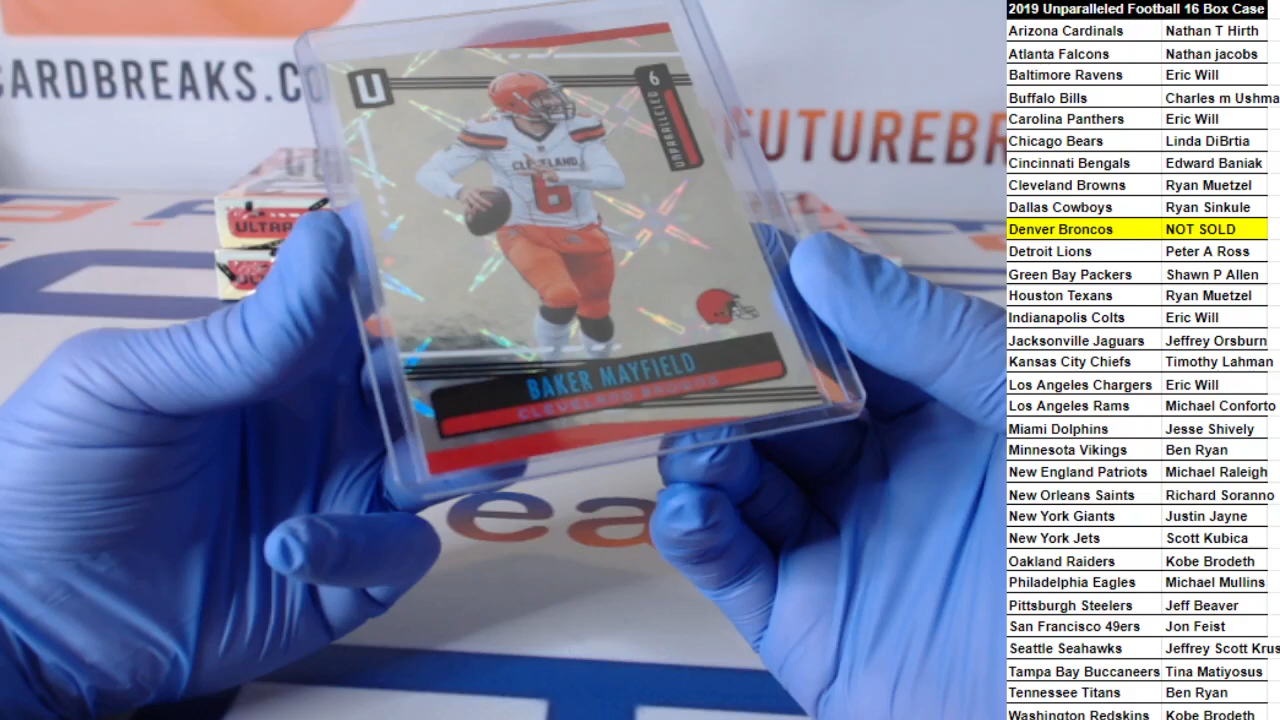 CARDBREAKS.CO
FUTUREBR
ULTRA
U
6
UNPARALLELED
CLEVELAND
6
BAKER MAYFIELD
CLEVELAND BROWNS
ea
2019 Unparalleled Football 16 Box Case
Arizona Cardinals Nathan T Hirth
Atlanta Falcons Nathan jacobs
Baltimore Ravens Eric Will
Buffalo Bills Charles m Ushma
Carolina Panthers Eric Will
Chicago Bears Linda DiBrtia
Cincinnati Bengals Edward Baniak
Cleveland Browns Ryan Muetzel
Dallas Cowboys Ryan Sinkule
Denver Broncos NOT SOLD
Detroit Lions Peter A Ross
Green Bay Packers Shawn P Allen
Houston Texans Ryan Muetzel
Indianapolis Colts Eric Will
Jacksonville Jaguars Jeffrey Orsburn
Kansas City Chiefs Timothy Lahman
Los Angeles Chargers Eric Will
Los Angeles Rams Michael Conforto
Miami Dolphins Jesse Shively
Minnesota Vikings Ben Ryan
New England Patriots Michael Raleigh
New Orleans Saints Richard Soranno
New York Giants Justin Jayne
New York Jets Scott Kubica
Oakland Raiders Kobe Brodeth
Philadelphia Eagles Michael Mullins
Pittsburgh Steelers Jeff Beaver
San Francisco 49ers Jon Feist
Seattle Seahawks Jeffrey Scott Krus
Tampa Bay Buccaneers Tina Matiyosus
Tennessee Titans Ben Ryan
Washington Redskins Kobe Brodeth